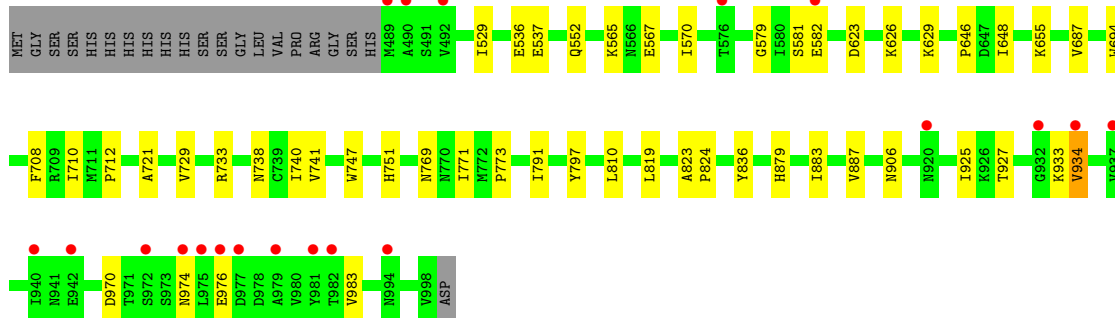 MET GLY SER SER HIS HIS HIS HIS HIS HIS SER SER GLY LEU VAL PRO ARG GLY SER HIS M489 A490 S491 V492 I529 E536 E537 Q552 K565 N566 E567 I570 T576 G579 I580 S581 E582 D623 K626 K629 P646 D647 I648 K655 V687
F708 R709 I710 M711 P712 A721 V729 R733 N738 C739 I740 V741 W747 H751 N769 N770 I771 M772 P773 I791 Y797 L810 L819 A823 P824 Y836 H879 I883 V887 N906 N920 I925 K926 T927 G932 K933 V934
I940 N941 E942 D970 T971 S972 S973 N974 L975 E976 D977 D978 A979 V980 Y981 T982 V983 N994 V998 ASP